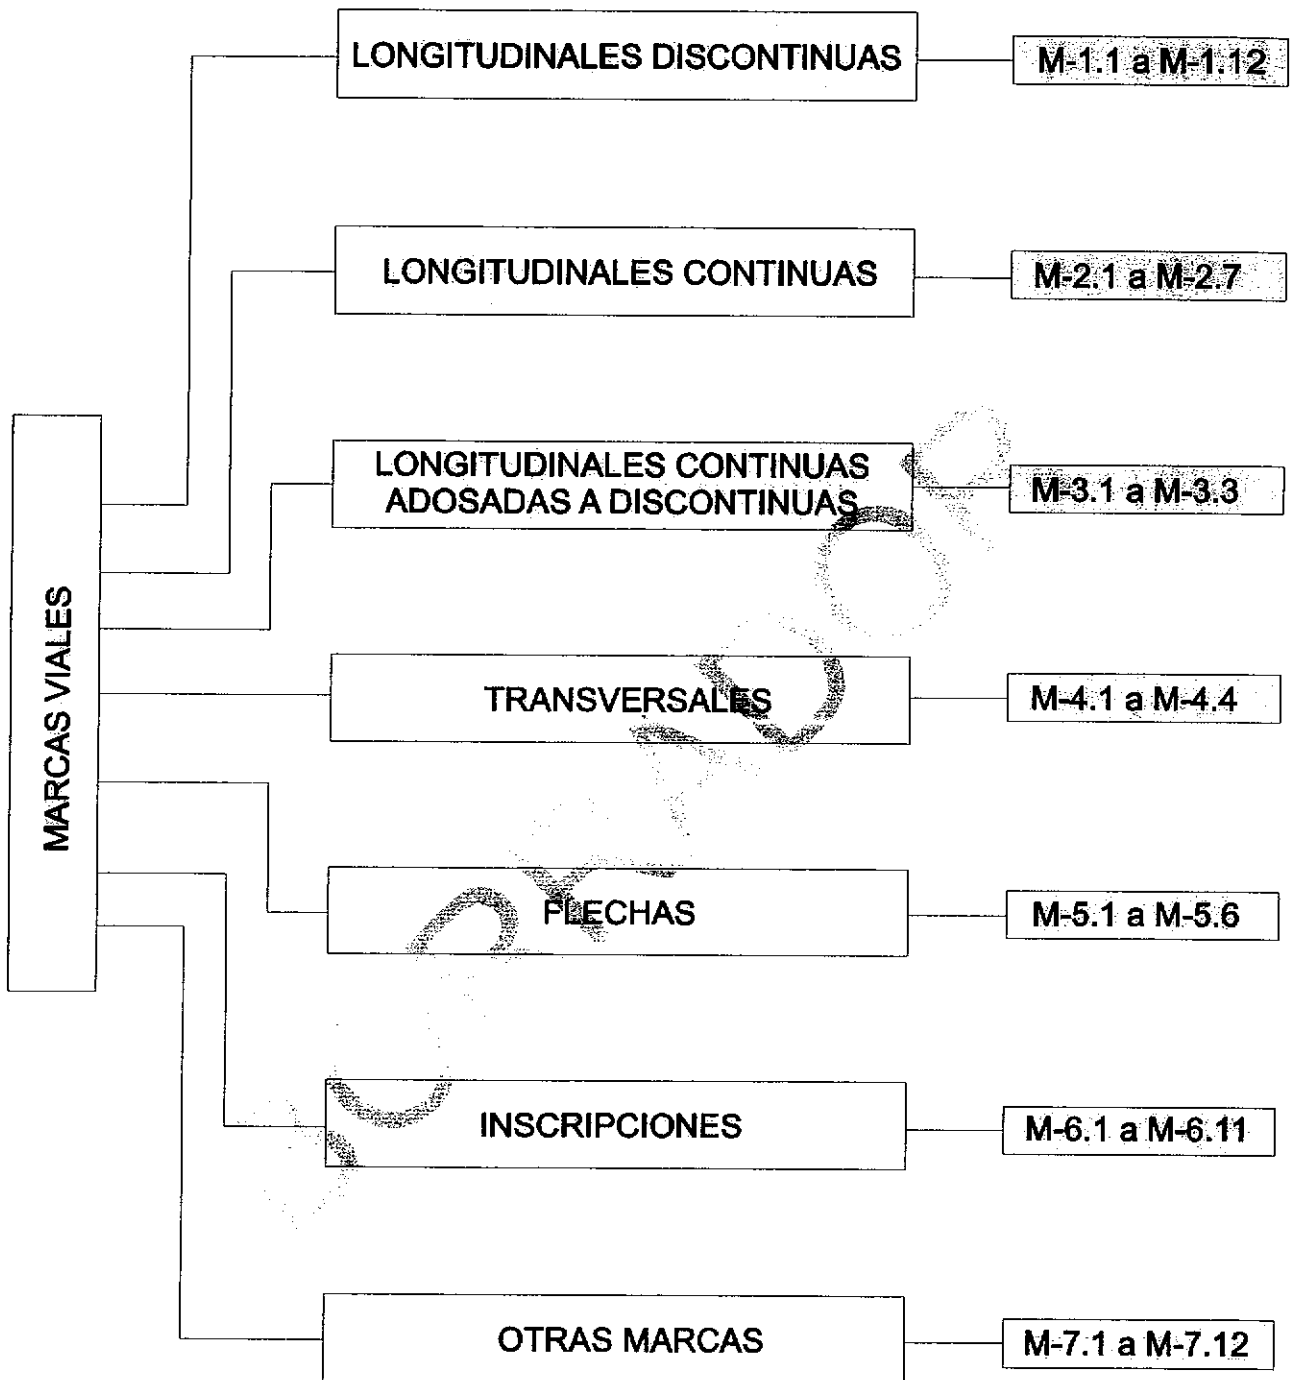 LONGITUDINALES DISCONTINUAS
M-1.1 a M-1.12
LONGITUDINALES CONTINUAS
M-2.1 a M-2.7
LONGITUDINALES CONTINUAS
ADOSADAS A DISCONTINUAS
M-3.1 a M-3.3
MARCAS VIALES
TRANSVERSALES
M-4.1 a M-4.4
FLECHAS
M-5.1 a M-5.6
INSCRIPCIONES
M-6.1 a M-6.11
OTRAS MARCAS
M-7.1 a M-7.12